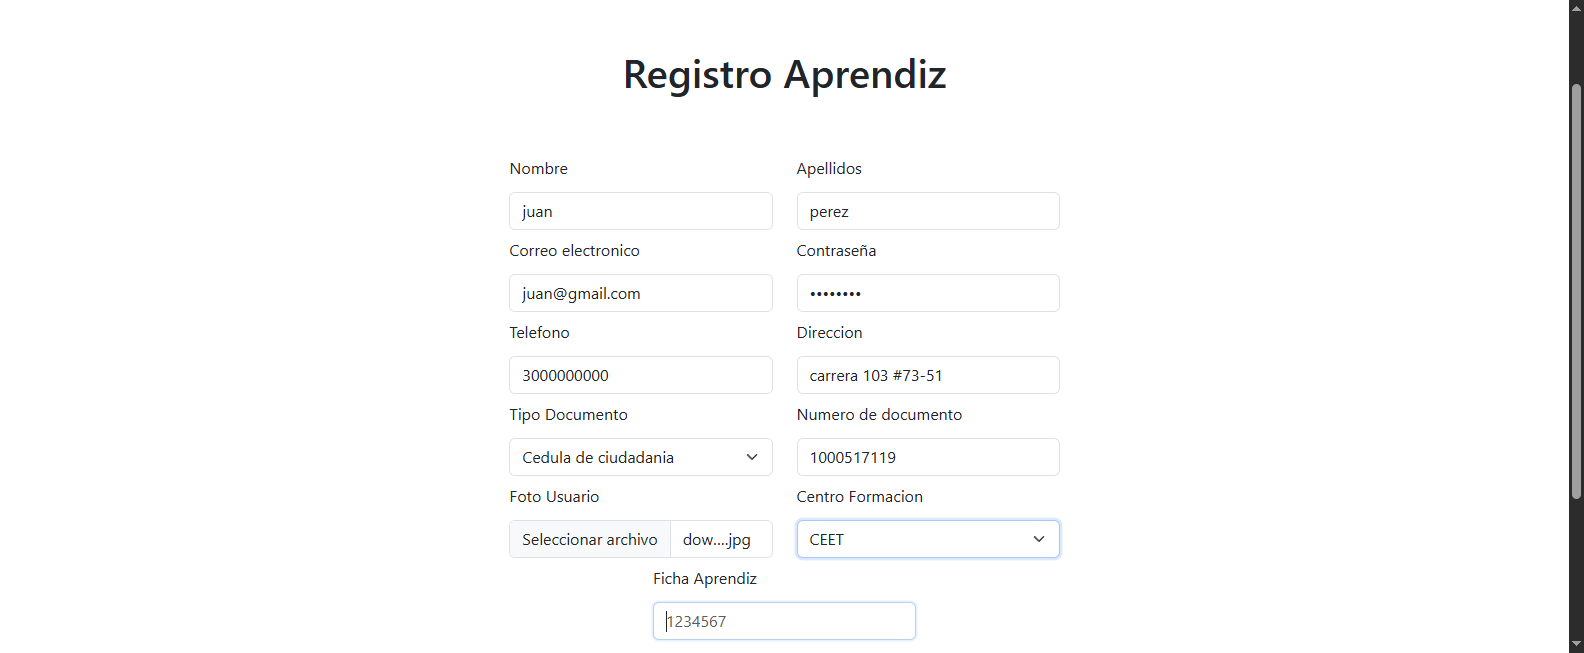 Registro Aprendiz
Nombre Apellidos
juan perez
Correo electronico Contraseña
juan@gmail.com ••••••••
Telefono Direccion
3000000000 carrera 103 #73-51
Tipo Documento Numero de documento
Cedula de ciudadania 1000517119
Foto Usuario Centro Formacion
Seleccionar archivo dow....jpg CEET
Ficha Aprendiz
1234567